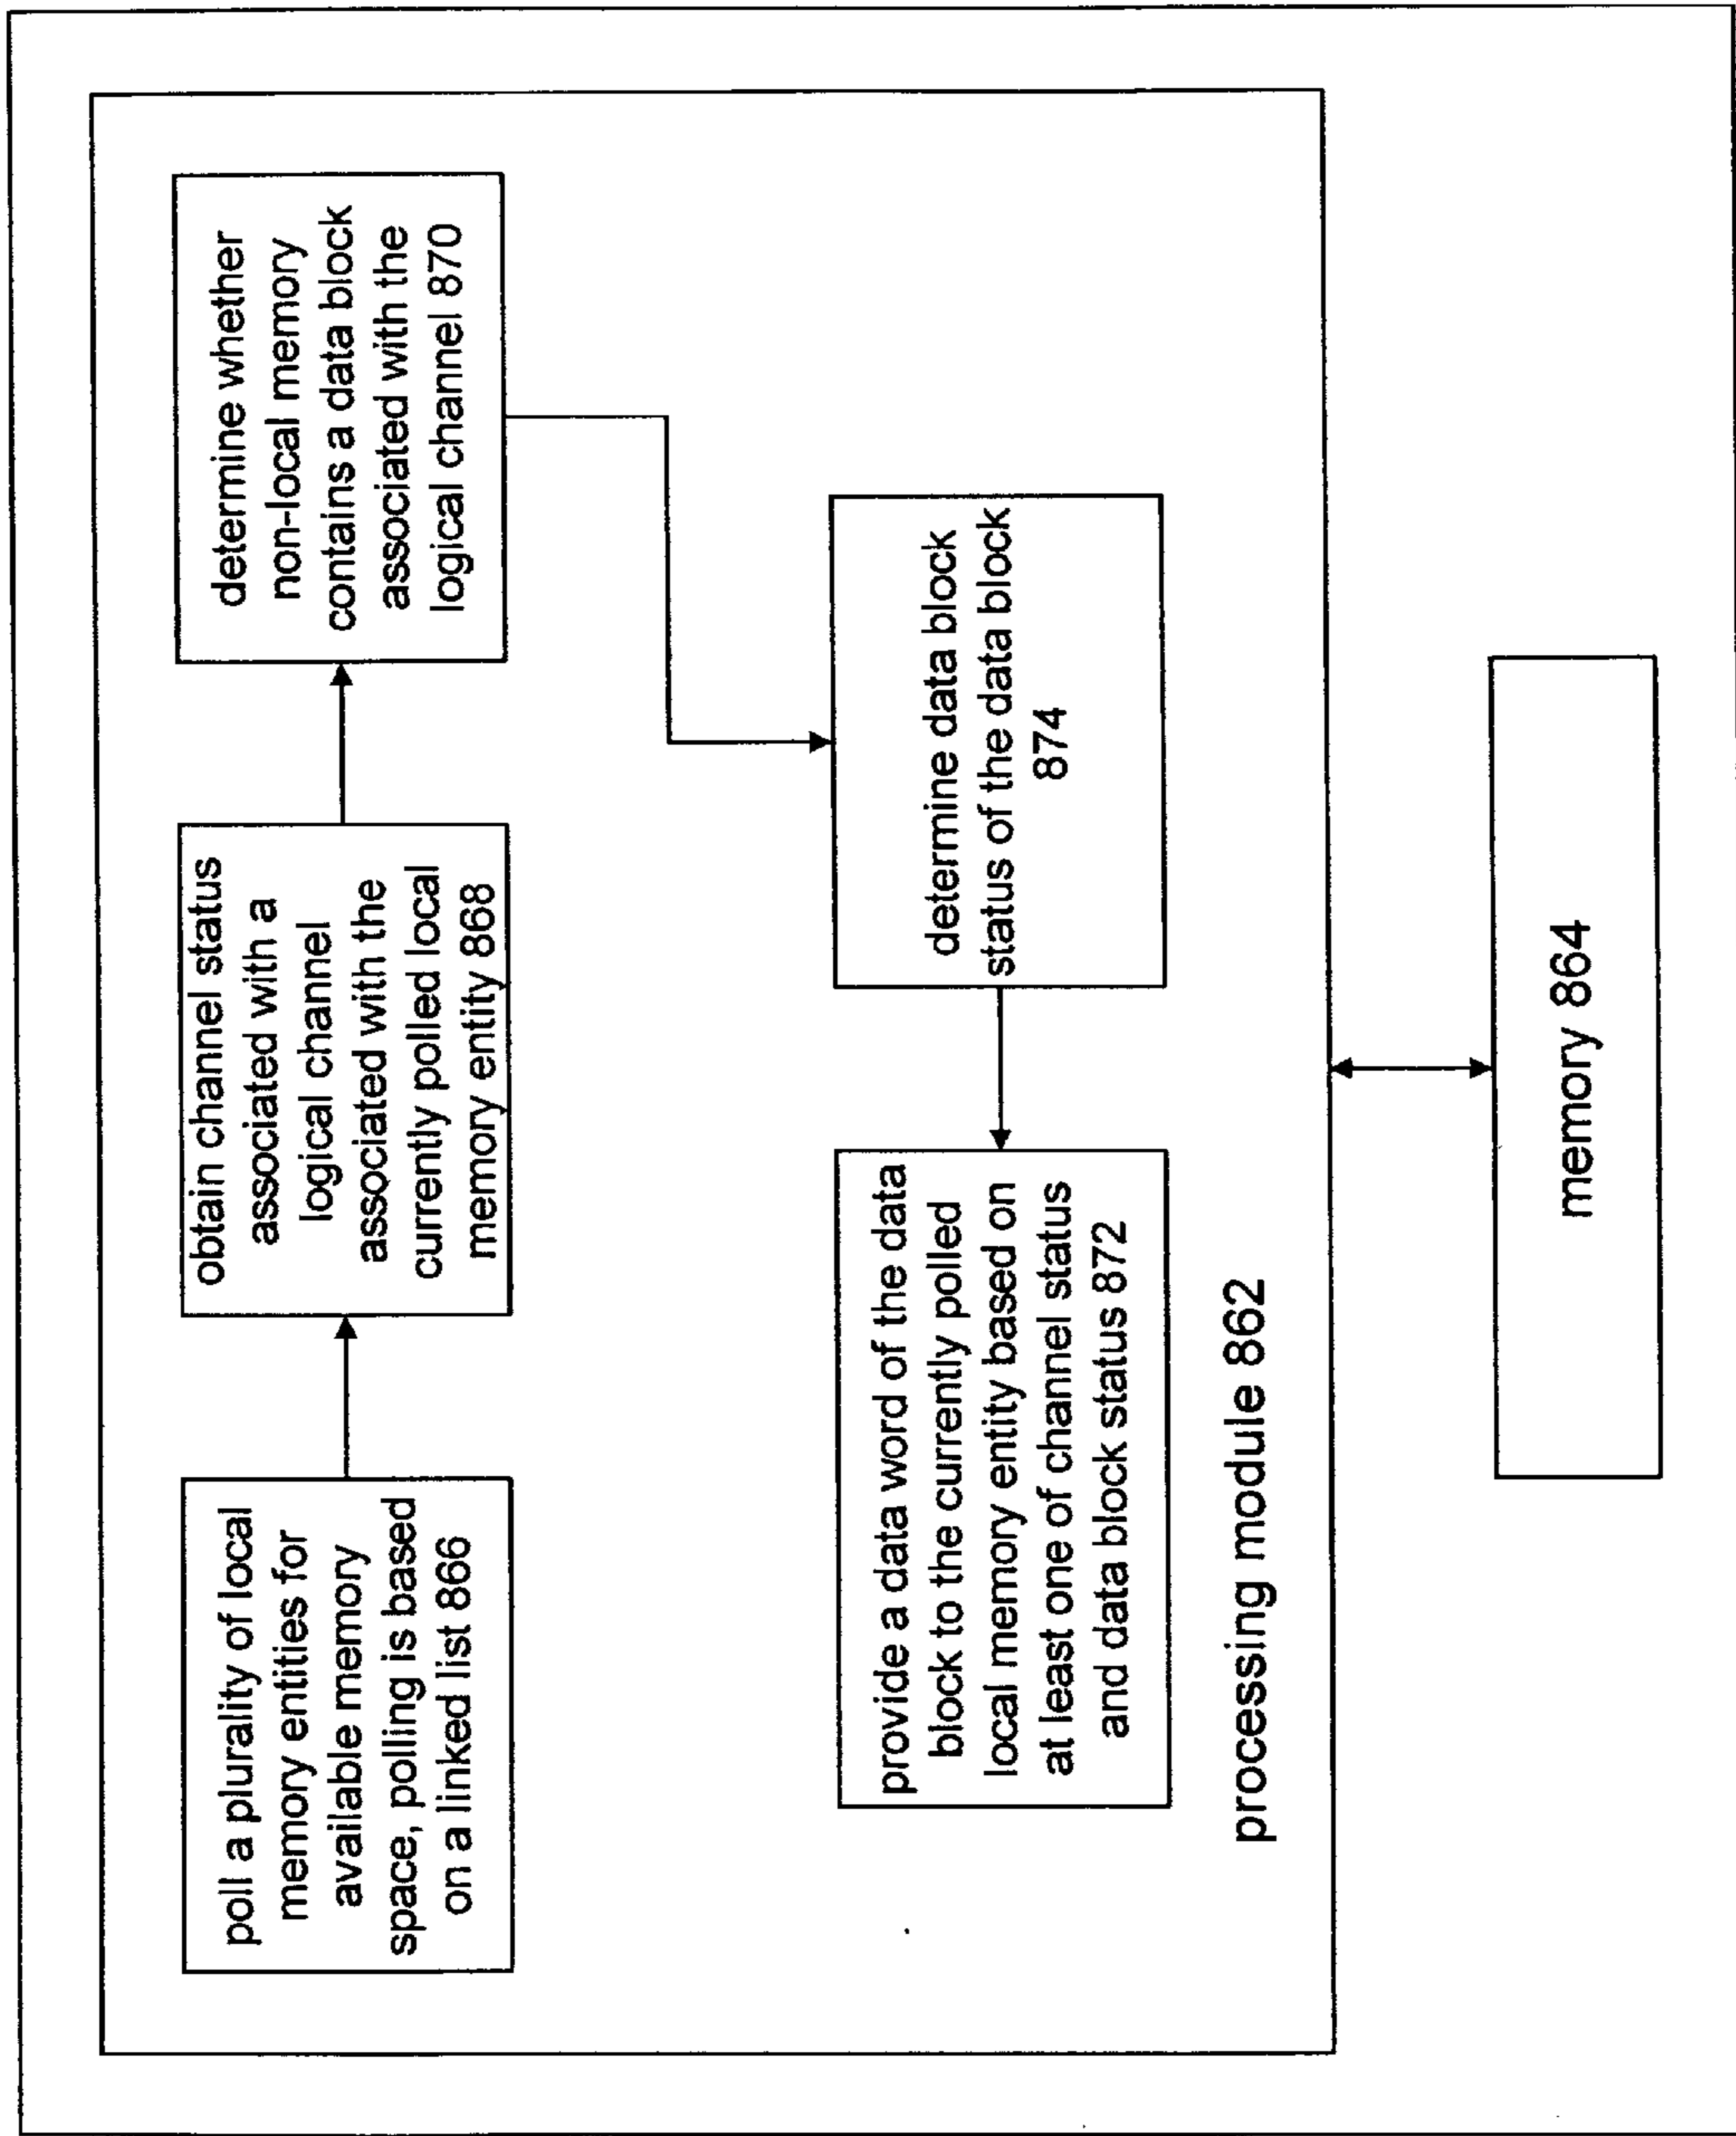 poll a plurality of local
memory entities for
available memory
space, polling is based
on a linked list 866
obtain channel status
associated with a
logical channel
associated with the
currently polled local
memory entity 868
determine whether
non-local memory
contains a data block
associated with the
logical channel 870
determine data block
status of the data block
874
provide a data word of the data
block to the currently polled
local memory entity based on
at least one of channel status
and data block status 872
processing module 862
memory 864